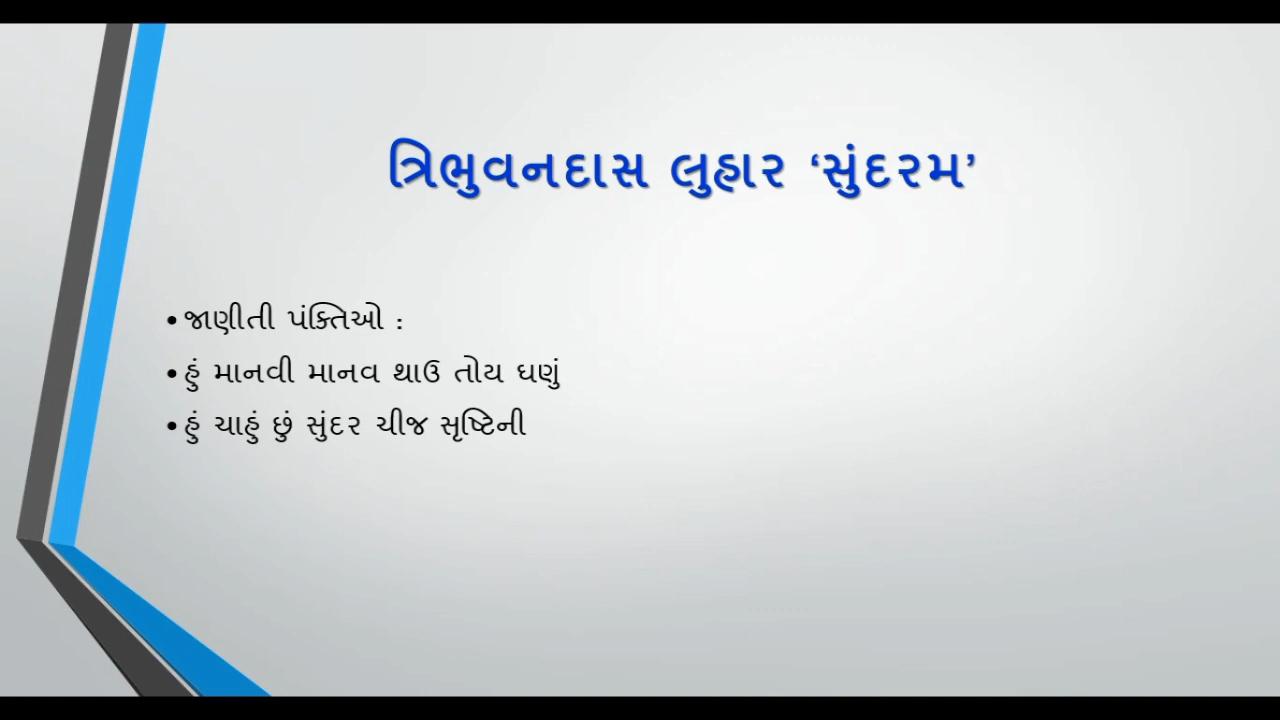 ત્રિભુવનદાસ લુહાર ‘સુંદરમ’
• જાણીતી પંક્તિઓ :
• હું માનવી માનવ થાઉ તોય ઘણું
• હું ચાહું છું સુંદર ચીજ સૃષ્ટિની